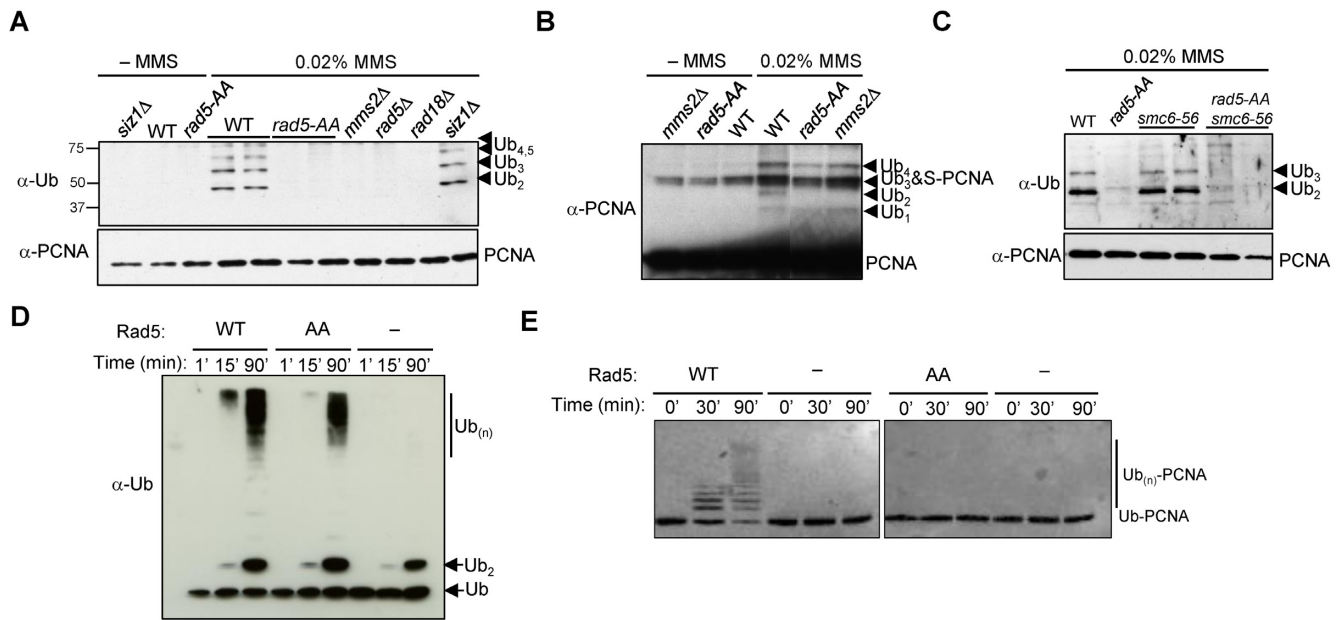 A
– MMS
0.02% MMS
siz1Δ
WT
rad5-AA
WT
rad5-AA
mms2Δ
rad5Δ
rad18Δ
siz1Δ
75
50
37
α-Ub
Ub4,5
Ub3
Ub2
α-PCNA
PCNA
B
– MMS
0.02% MMS
mms2Δ
rad5-AA
WT
WT
rad5-AA
mms2Δ
α-PCNA
Ub4
Ub3&S-PCNA
Ub2
Ub1
PCNA
C
0.02% MMS
WT
rad5-AA
smc6-56
rad5-AA
smc6-56
α-Ub
Ub3
Ub2
α-PCNA
PCNA
D
Rad5: WT AA –
Time (min): 1’ 15’ 90’ 1’ 15’ 90’ 1’ 15’ 90’
α-Ub
Ub(n)
Ub2
Ub
E
Rad5: WT – AA –
Time (min): 0’ 30’ 90’ 0’ 30’ 90’ 0’ 30’ 90’ 0’ 30’ 90’
Ub(n)-PCNA
Ub-PCNA